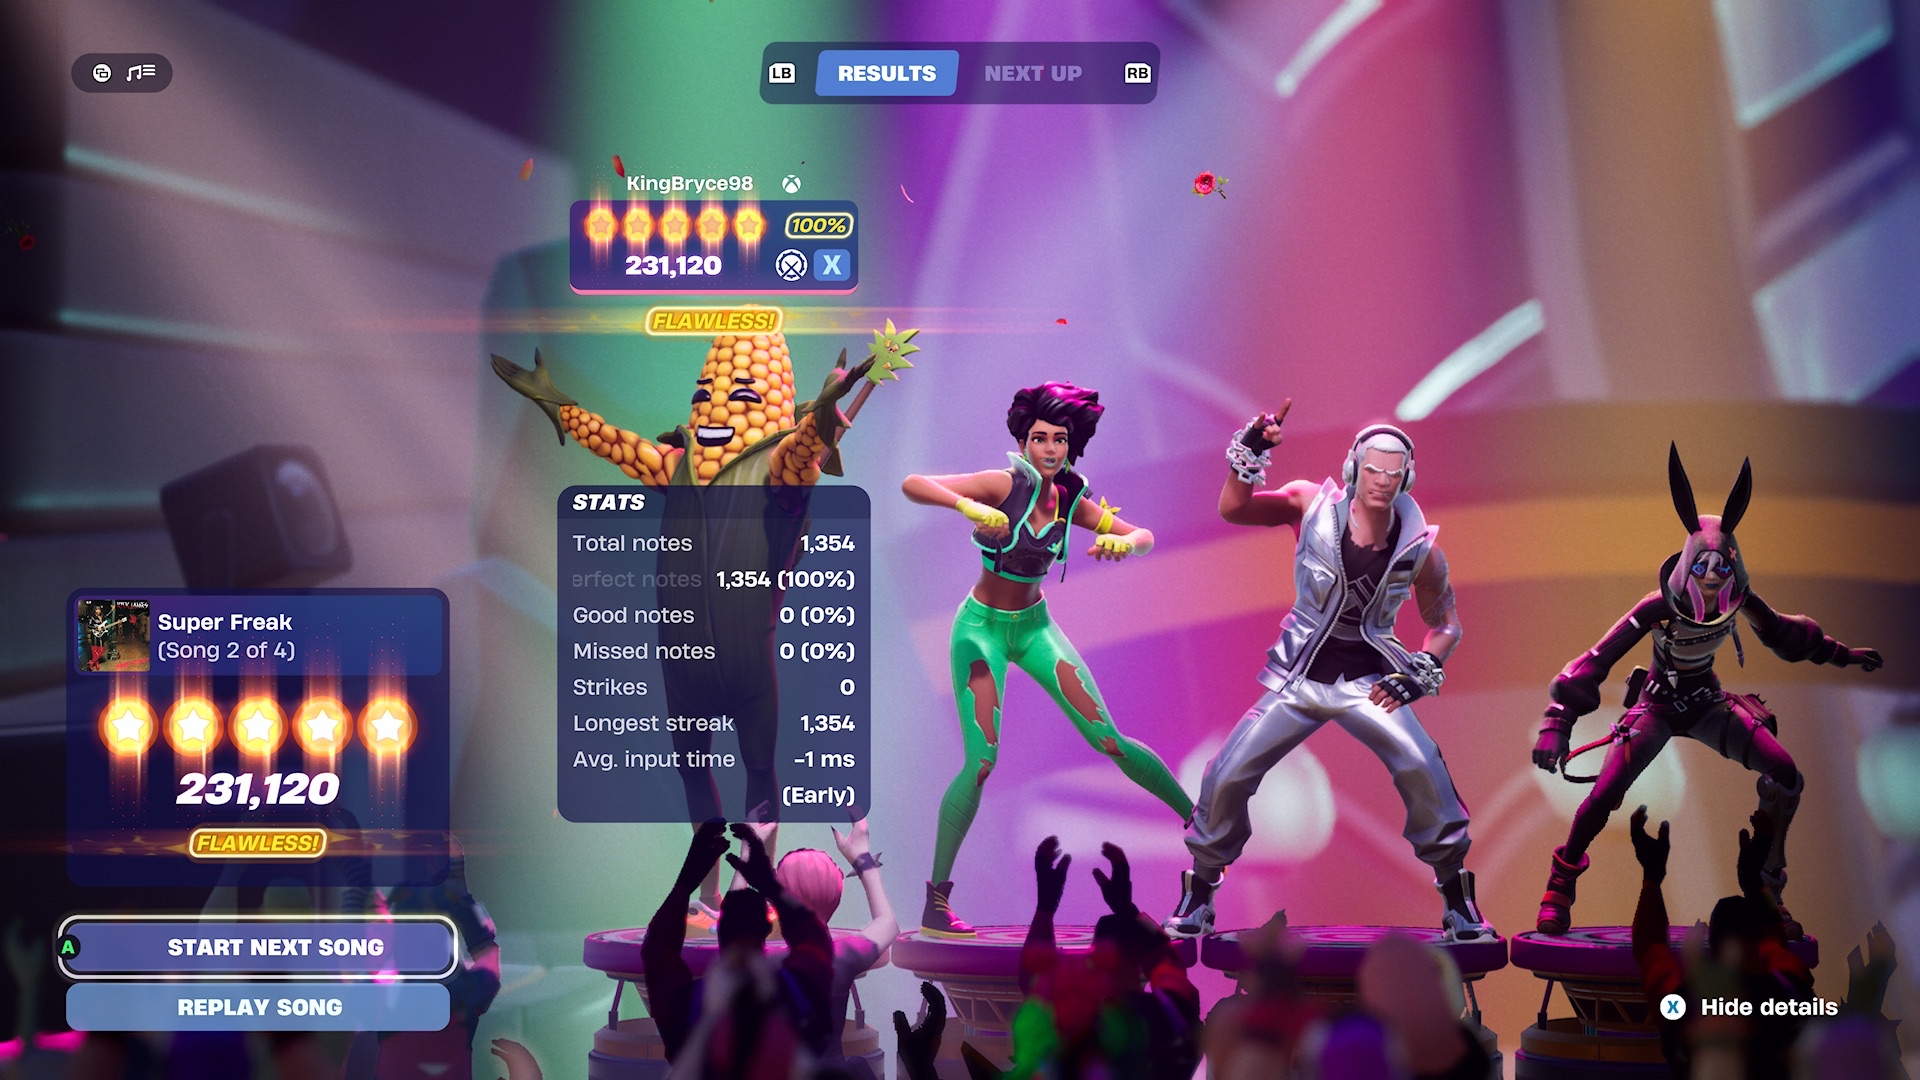 LB
RESULTS
NEXT UP
RB
KingBryce98
100%
231,120
X
FLAWLESS!
STATS
Total notes 1,354
erfect notes 1,354 (100%)
Good notes 0 (0%)
Missed notes 0 (0%)
Strikes 0
Longest streak 1,354
Avg. input time -1 ms
(Early)
Super Freak
(Song 2 of 4)
231,120
FLAWLESS!
A START NEXT SONG
REPLAY SONG
X Hide details